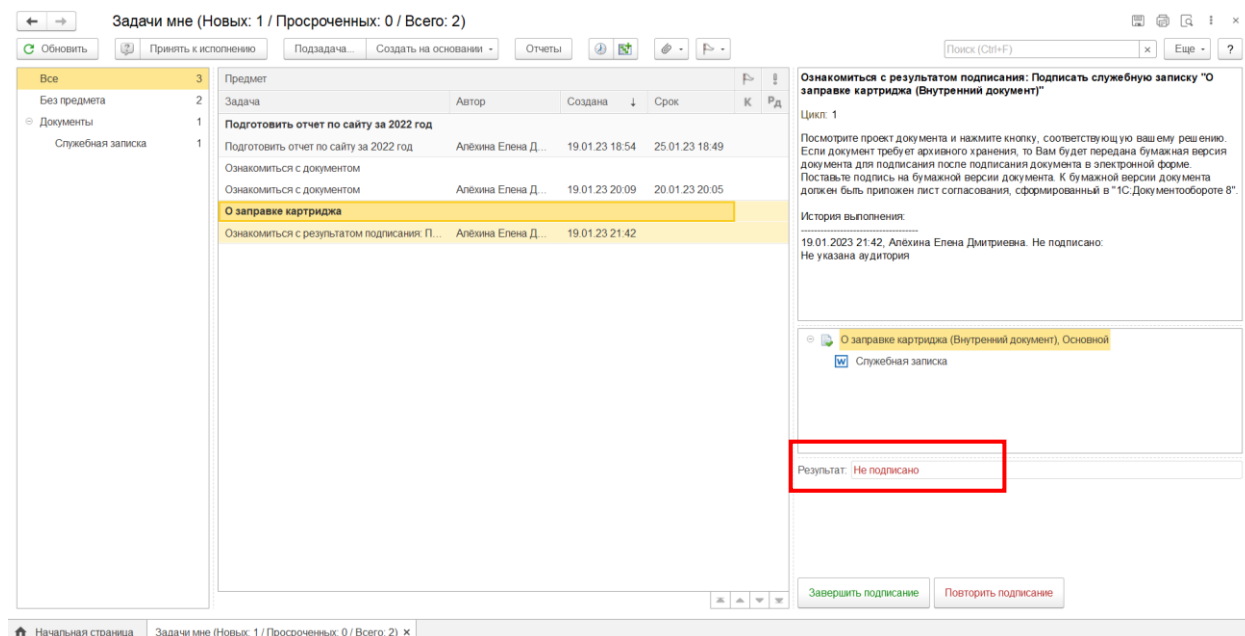 Задачи мне (Новых: 1 / Просроченных: 0 / Всего: 2)
Обновить Принять к исполнению Подзадача... Создать на основании Отчеты Поиск (Ctrl+F) × Еще ?
Все 3
Без предмета 2
Документы 1
Служебная записка 1
Предмет
Задача Автор Создана ↓ Срок К Рд
Подготовить отчет по сайту за 2022 год
Подготовить отчет по сайту за 2022 год Алёхина Елена Д... 19.01.23 18:54 25.01.23 18:49
Ознакомиться с документом
Ознакомиться с документом Алёхина Елена Д... 19.01.23 20:09 20.01.23 20:05
О заправке картриджа
Ознакомиться с результатом подписания: П... Алёхина Елена Д... 19.01.23 21:42
Ознакомиться с результатом подписания: Подписать служебную записку "О
заправке картриджа (Внутренний документ)"
Цикл: 1
Посмотрите проект документа и нажмите кнопку, соответствующую вашему решению.
Если документ требует архивного хранения, то Вам будет передана бумажная версия
документа для подписания после подписания документа в электронной форме.
Поставьте подпись на бумажной версии документа. К бумажной версии документа
должен быть приложен лист согласования, сформированный в "1С:Документообороте 8".
История выполнения:
------------------------------------
19.01.2023 21:42, Алёхина Елена Дмитриевна. Не подписано:
Не указана аудитория
О заправке картриджа (Внутренний документ), Основной
Служебная записка
Результат: Не подписано
Завершить подписание Повторить подписание
Начальная страница Задачи мне (Новых: 1 / Просроченных: 0 / Всего: 2) ×